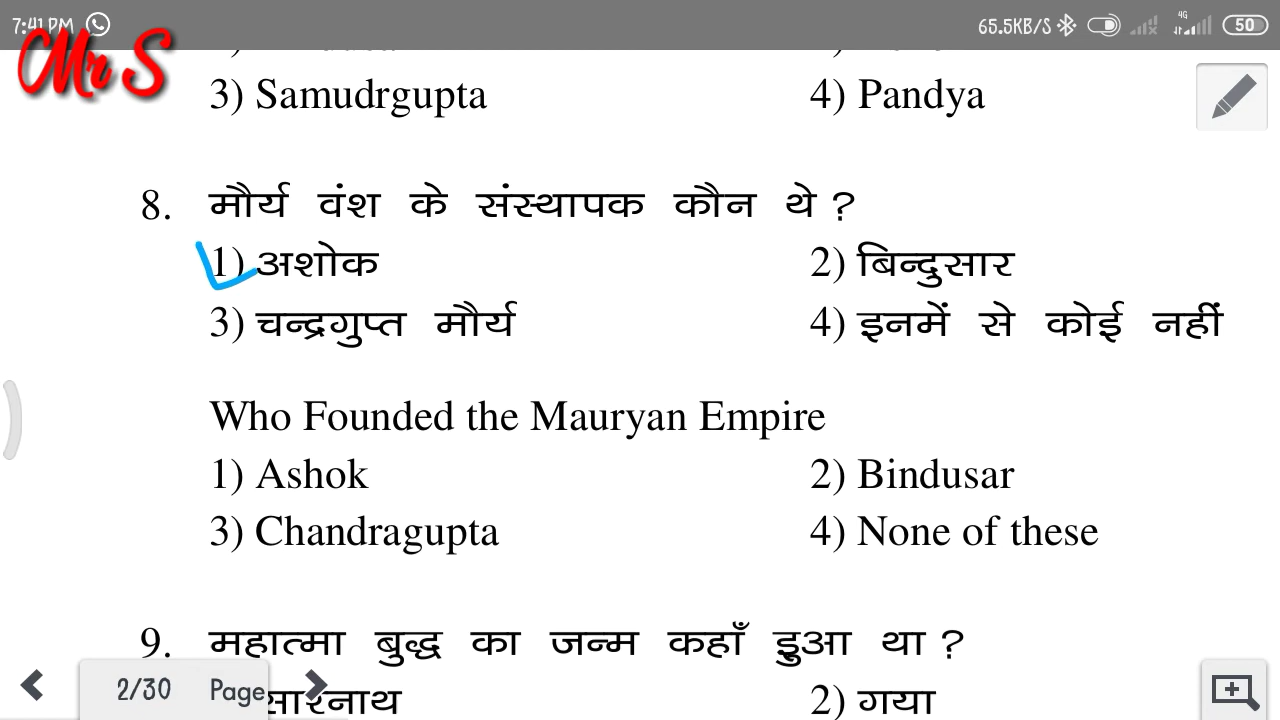 7:41 PM
65.5KB/S 4G 50
Mr S
3) Samudrgupta 4) Pandya
8. मौर्य वंश के संस्थापक कौन थे ?
1) अशोक 2) बिन्दुसार
3) चन्द्रगुप्त मौर्य 4) इनमें से कोई नहीं
Who Founded the Mauryan Empire
1) Ashok 2) Bindusar
3) Chandragupta 4) None of these
9. महात्मा बुद्ध का जन्म कहाँ हुआ था ?
सारनाथ 2) गया
2/30 Page